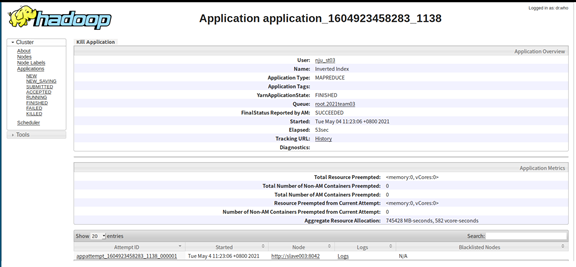 Logged in as: dr.who
hadoop
Application application_1604923458283_1138
Cluster
About
Nodes
Node Labels
Applications
NEW
NEW_SAVING
SUBMITTED
ACCEPTED
RUNNING
FINISHED
FAILED
KILLED
Scheduler
Tools
Kill Application
Application Overview
User: nju_st03
Name: Inverted Index
Application Type: MAPREDUCE
Application Tags:
YarnApplicationState: FINISHED
Queue: root.2021team03
FinalStatus Reported by AM: SUCCEEDED
Started: Tue May 04 11:23:06 +0800 2021
Elapsed: 53sec
Tracking URL: History
Diagnostics:
Application Metrics
Total Resource Preempted: <memory:0, vCores:0>
Total Number of Non-AM Containers Preempted: 0
Total Number of AM Containers Preempted: 0
Resource Preempted from Current Attempt: <memory:0, vCores:0>
Number of Non-AM Containers Preempted from Current Attempt: 0
Aggregate Resource Allocation: 745428 MB-seconds, 582 vcore-seconds
Show 20 entries Search:
Attempt ID Started Node Logs Blacklisted Nodes
appattempt_1604923458283_1138_000001 Tue May 4 11:23:06 +0800 2021 http://slave003:8042 Logs N/A